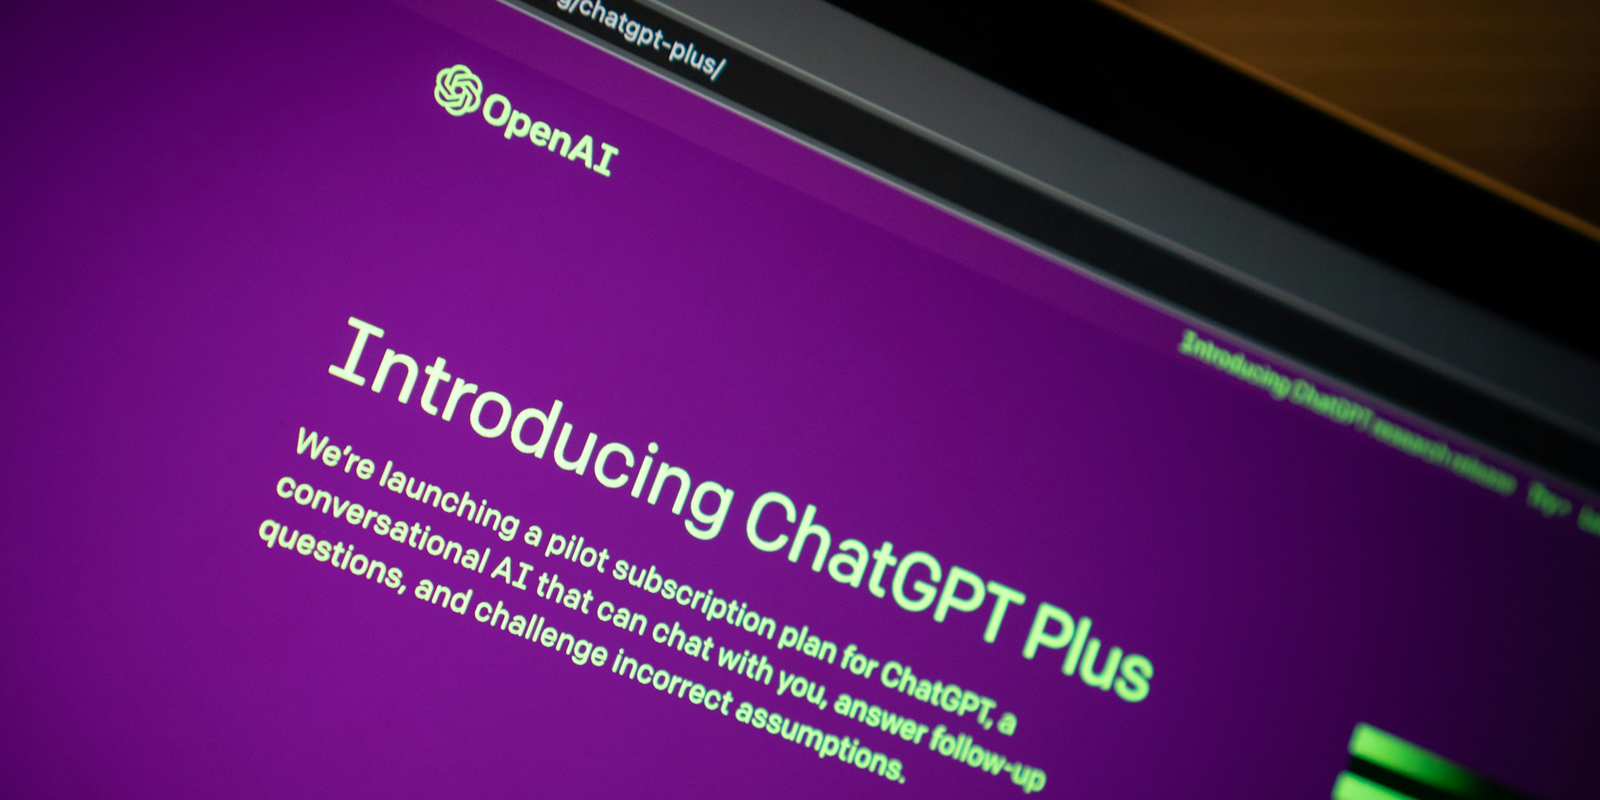 g/chatgpt-plus/
OpenAI
Introducing ChatGPT research release
Introducing ChatGPT Plus
We're launching a pilot subscription plan for ChatGPT, a
conversational AI that can chat with you, answer follow-up
questions, and challenge incorrect assumptions.